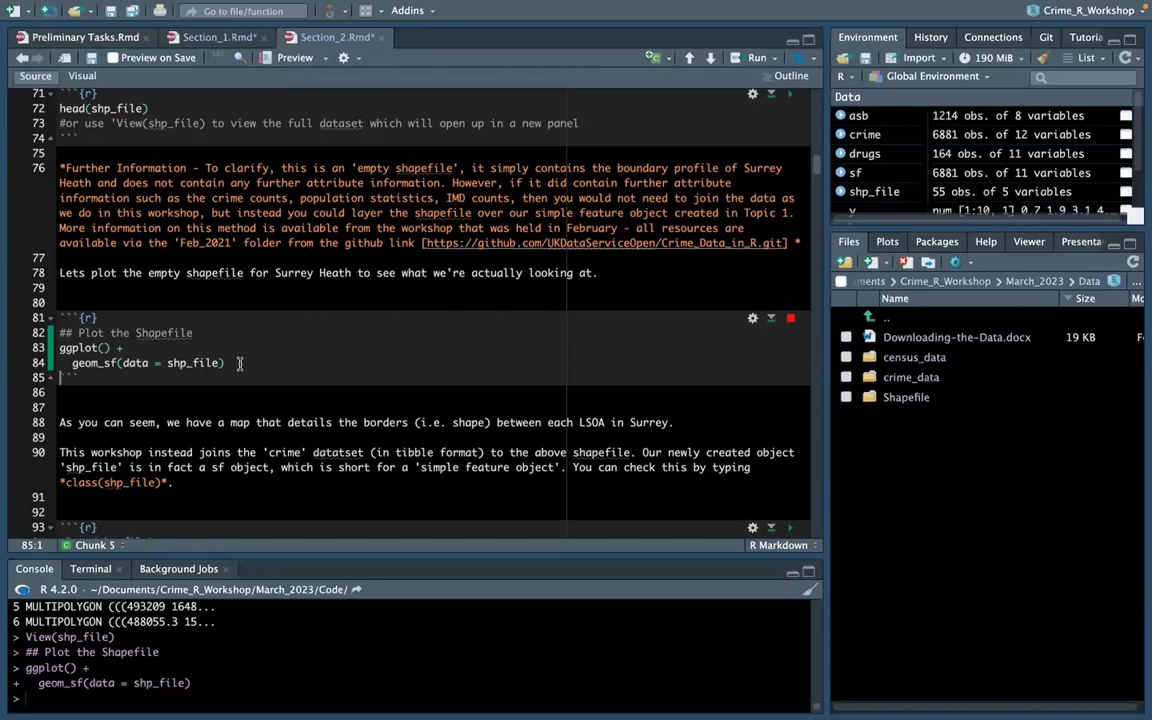 Go to file/function
Addins
Crime_R_Workshop
Preliminary Tasks.Rmd
Section_1.Rmd*
Section_2.Rmd*
Preview on Save
Preview
Run
Source
Visual
Outline
71 ```{r}
72 head(shp_file)
73 #or use 'View(shp_file) to view the full dataset which will open up in a new panel
74 ```
75
76 *Further Information - To clarify, this is an 'empty shapefile', it simply contains the boundary profile of Surrey
Heath and does not contain any further attribute information. However, if it did contain further attribute
information such as the crime counts, population statistics, IMD counts, then you would not need to join the data as
we do in this workshop, but instead you could layer the shapefile over our simple feature object created in Topic 1.
More information on this method is available from the workshop that was held in February - all resources are
available via the 'Feb_2021' folder from the github link [https://github.com/UKDataServiceOpen/Crime_Data_in_R.git] *
77
78 Lets plot the empty shapefile for Surrey Heath to see what we're actually looking at.
79
80
81 ```{r}
82 ## Plot the Shapefile
83 ggplot() +
84 geom_sf(data = shp_file)
85 ```
86
87
88 As you can seem, we have a map that details the borders (i.e. shape) between each LSOA in Surrey.
89
90 This workshop instead joins the 'crime' datatset (in tibble format) to the above shapefile. Our newly created object
'shp_file' is in fact a sf object, which is short for a 'simple feature object'. You can check this by typing
*class(shp_file)*.
91
92
93 ```{r}
85:1
Chunk 5
R Markdown
Console
Terminal
Background Jobs
R 4.2.0 · ~/Documents/Crime_R_Workshop/March_2023/Code/
5 MULTIPOLYGON (((493209 1648...
6 MULTIPOLYGON (((488055.3 15...
> View(shp_file)
> ## Plot the Shapefile
> ggplot() +
+ geom_sf(data = shp_file)
>
Environment
History
Connections
Git
Tutoria
Import
190 MiB
List
R
Global Environment
Data
asb 1214 obs. of 8 variables
crime 6881 obs. of 12 variables
drugs 164 obs. of 11 variables
sf 6881 obs. of 11 variables
shp_file 55 obs. of 5 variables
y num [1:10, 1] 0.7 1.9 3.1 4.
Files
Plots
Packages
Help
Viewer
Presenta
ments
Crime_R_Workshop
March_2023
Data
...
Name
Size
Mo
..
Downloading-the-Data.docx 19 KB Fe
census_data
crime_data
Shapefile